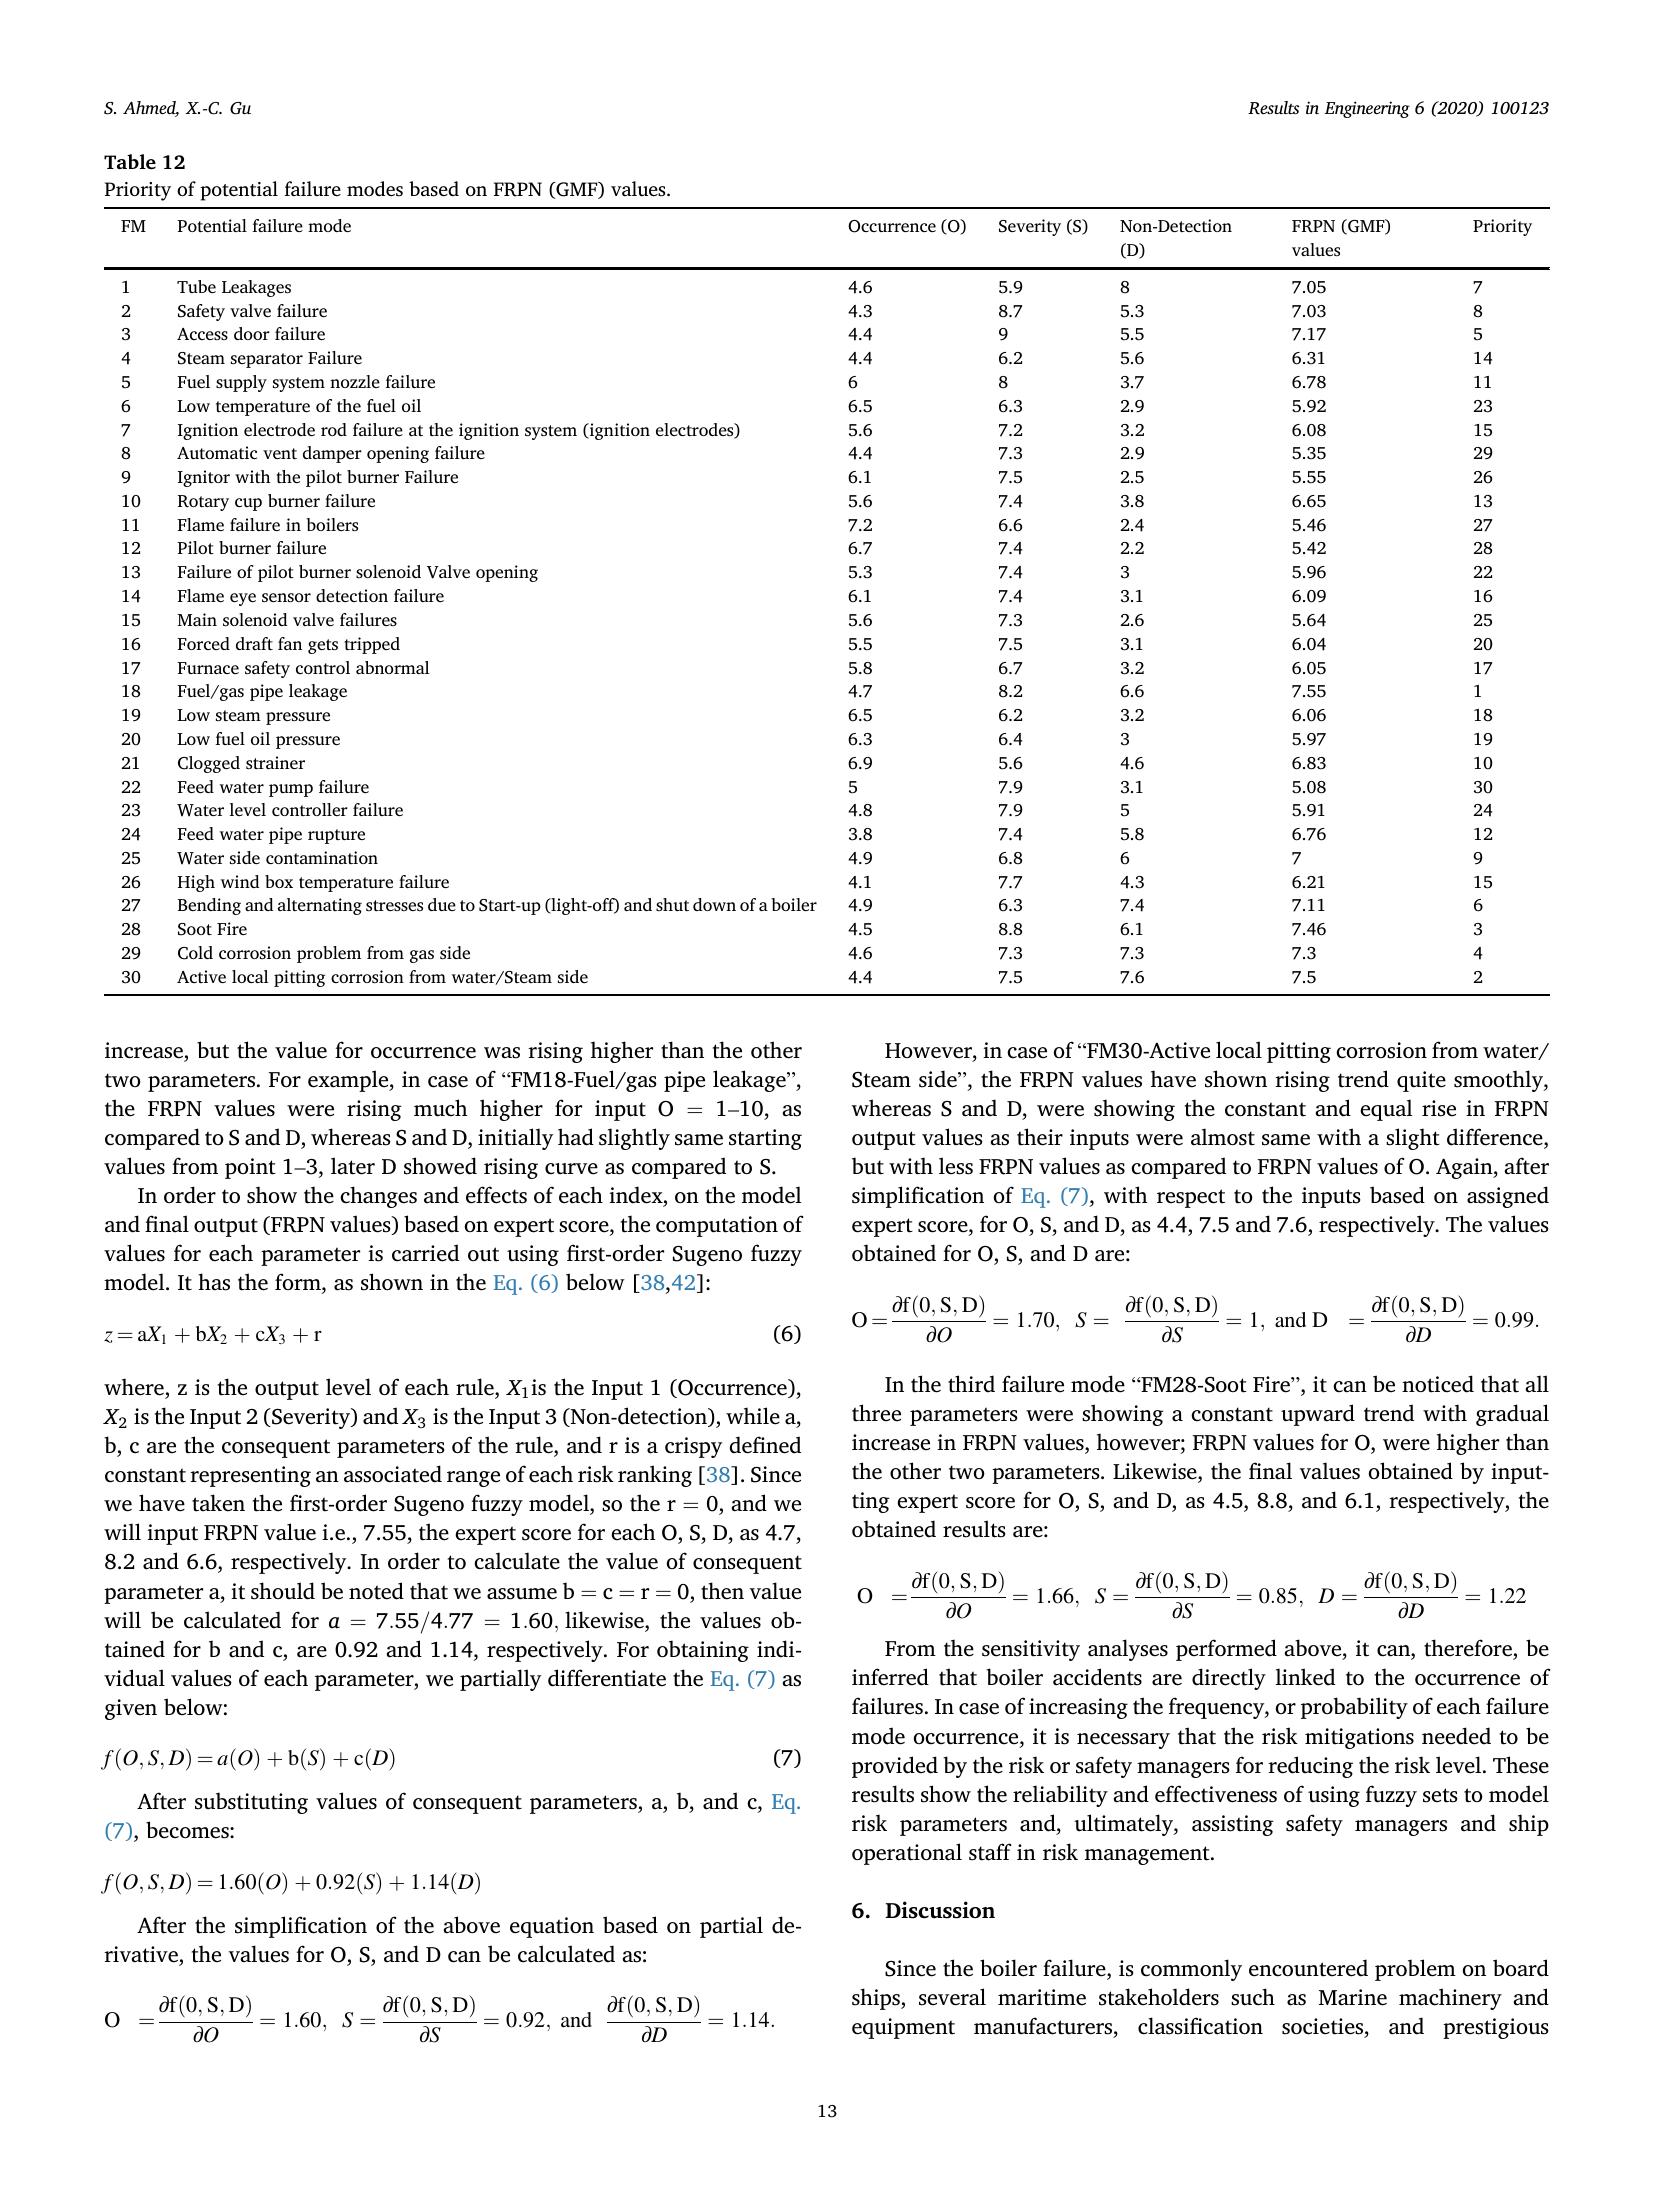 S. Ahmed, X.-C. Gu
Results in Engineering 6 (2020) 100123
Table 12
Priority of potential failure modes based on FRPN (GMF) values.
FM Potential failure mode Occurrence (O) Severity (S) Non-Detection (D) FRPN (GMF) values Priority
1 Tube Leakages 4.6 5.9 8 7.05 7
2 Safety valve failure 4.3 8.7 5.3 7.03 8
3 Access door failure 4.4 9 5.5 7.17 5
4 Steam separator Failure 4.4 6.2 5.6 6.31 14
5 Fuel supply system nozzle failure 6 8 3.7 6.78 11
6 Low temperature of the fuel oil 6.5 6.3 2.9 5.92 23
7 Ignition electrode rod failure at the ignition system (ignition electrodes) 5.6 7.2 3.2 6.08 15
8 Automatic vent damper opening failure 4.4 7.3 2.9 5.35 29
9 Ignitor with the pilot burner Failure 6.1 7.5 2.5 5.55 26
10 Rotary cup burner failure 5.6 7.4 3.8 6.65 13
11 Flame failure in boilers 7.2 6.6 2.4 5.46 27
12 Pilot burner failure 6.7 7.4 2.2 5.42 28
13 Failure of pilot burner solenoid Valve opening 5.3 7.4 3 5.96 22
14 Flame eye sensor detection failure 6.1 7.4 3.1 6.09 16
15 Main solenoid valve failures 5.6 7.3 2.6 5.64 25
16 Forced draft fan gets tripped 5.5 7.5 3.1 6.04 20
17 Furnace safety control abnormal 5.8 6.7 3.2 6.05 17
18 Fuel/gas pipe leakage 4.7 8.2 6.6 7.55 1
19 Low steam pressure 6.5 6.2 3.2 6.06 18
20 Low fuel oil pressure 6.3 6.4 3 5.97 19
21 Clogged strainer 6.9 5.6 4.6 6.83 10
22 Feed water pump failure 5 7.9 3.1 5.08 30
23 Water level controller failure 4.8 7.9 5 5.91 24
24 Feed water pipe rupture 3.8 7.4 5.8 6.76 12
25 Water side contamination 4.9 6.8 6 7 9
26 High wind box temperature failure 4.1 7.7 4.3 6.21 15
27 Bending and alternating stresses due to Start-up (light-off) and shut down of a boiler 4.9 6.3 7.4 7.11 6
28 Soot Fire 4.5 8.8 6.1 7.46 3
29 Cold corrosion problem from gas side 4.6 7.3 7.3 7.3 4
30 Active local pitting corrosion from water/Steam side 4.4 7.5 7.6 7.5 2
increase, but the value for occurrence was rising higher than the other
two parameters. For example, in case of “FM18-Fuel/gas pipe leakage”,
the FRPN values were rising much higher for input O = 1–10, as
compared to S and D, whereas S and D, initially had slightly same starting
values from point 1–3, later D showed rising curve as compared to S.
In order to show the changes and effects of each index, on the model
and final output (FRPN values) based on expert score, the computation of
values for each parameter is carried out using first-order Sugeno fuzzy
model. It has the form, as shown in the Eq. (6) below [38,42]:
z = aX₁ + bX₂ + cX₃ + r (6)
where, z is the output level of each rule, X₁is the Input 1 (Occurrence),
X₂ is the Input 2 (Severity) and X₃ is the Input 3 (Non-detection), while a,
b, c are the consequent parameters of the rule, and r is a crispy defined
constant representing an associated range of each risk ranking [38]. Since
we have taken the first-order Sugeno fuzzy model, so the r = 0, and we
will input FRPN value i.e., 7.55, the expert score for each O, S, D, as 4.7,
8.2 and 6.6, respectively. In order to calculate the value of consequent
parameter a, it should be noted that we assume b = c = r = 0, then value
will be calculated for a = 7.55/4.77 = 1.60, likewise, the values ob-
tained for b and c, are 0.92 and 1.14, respectively. For obtaining indi-
vidual values of each parameter, we partially differentiate the Eq. (7) as
given below:
f(O, S, D) = a(O) + b(S) + c(D) (7)
After substituting values of consequent parameters, a, b, and c, Eq.
(7), becomes:
f(O, S, D) = 1.60(O) + 0.92(S) + 1.14(D)
After the simplification of the above equation based on partial de-
rivative, the values for O, S, and D can be calculated as:
O = ∂f(0, S, D)/∂O = 1.60, S = ∂f(0, S, D)/∂S = 0.92, and ∂f(0, S, D)/∂D = 1.14.
However, in case of “FM30-Active local pitting corrosion from water/
Steam side”, the FRPN values have shown rising trend quite smoothly,
whereas S and D, were showing the constant and equal rise in FRPN
output values as their inputs were almost same with a slight difference,
but with less FRPN values as compared to FRPN values of O. Again, after
simplification of Eq. (7), with respect to the inputs based on assigned
expert score, for O, S, and D, as 4.4, 7.5 and 7.6, respectively. The values
obtained for O, S, and D are:
O = ∂f(0, S, D)/∂O = 1.70, S = ∂f(0, S, D)/∂S = 1, and D = ∂f(0, S, D)/∂D = 0.99.
In the third failure mode “FM28-Soot Fire”, it can be noticed that all
three parameters were showing a constant upward trend with gradual
increase in FRPN values, however; FRPN values for O, were higher than
the other two parameters. Likewise, the final values obtained by input-
ting expert score for O, S, and D, as 4.5, 8.8, and 6.1, respectively, the
obtained results are:
O = ∂f(0, S, D)/∂O = 1.66, S = ∂f(0, S, D)/∂S = 0.85, D = ∂f(0, S, D)/∂D = 1.22
From the sensitivity analyses performed above, it can, therefore, be
inferred that boiler accidents are directly linked to the occurrence of
failures. In case of increasing the frequency, or probability of each failure
mode occurrence, it is necessary that the risk mitigations needed to be
provided by the risk or safety managers for reducing the risk level. These
results show the reliability and effectiveness of using fuzzy sets to model
risk parameters and, ultimately, assisting safety managers and ship
operational staff in risk management.
6. Discussion
Since the boiler failure, is commonly encountered problem on board
ships, several maritime stakeholders such as Marine machinery and
equipment manufacturers, classification societies, and prestigious
13